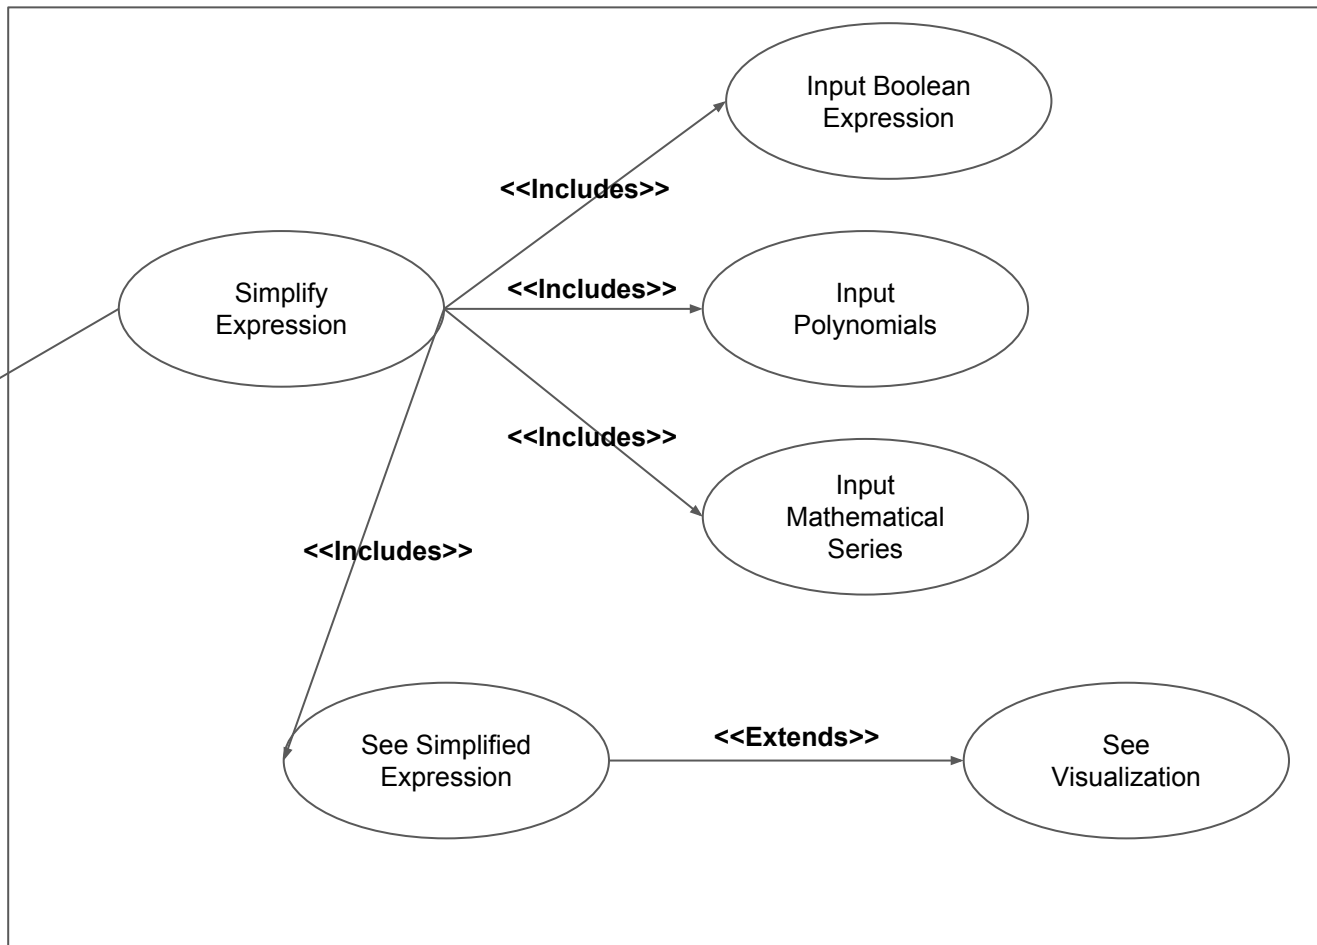 Input Boolean
Expression
<<Includes>>
Simplify
Expression
<<Includes>>
Input
Polynomials
<<Includes>>
Input
Mathematical
Series
<<Includes>>
See Simplified
Expression
<<Extends>>
See
Visualization